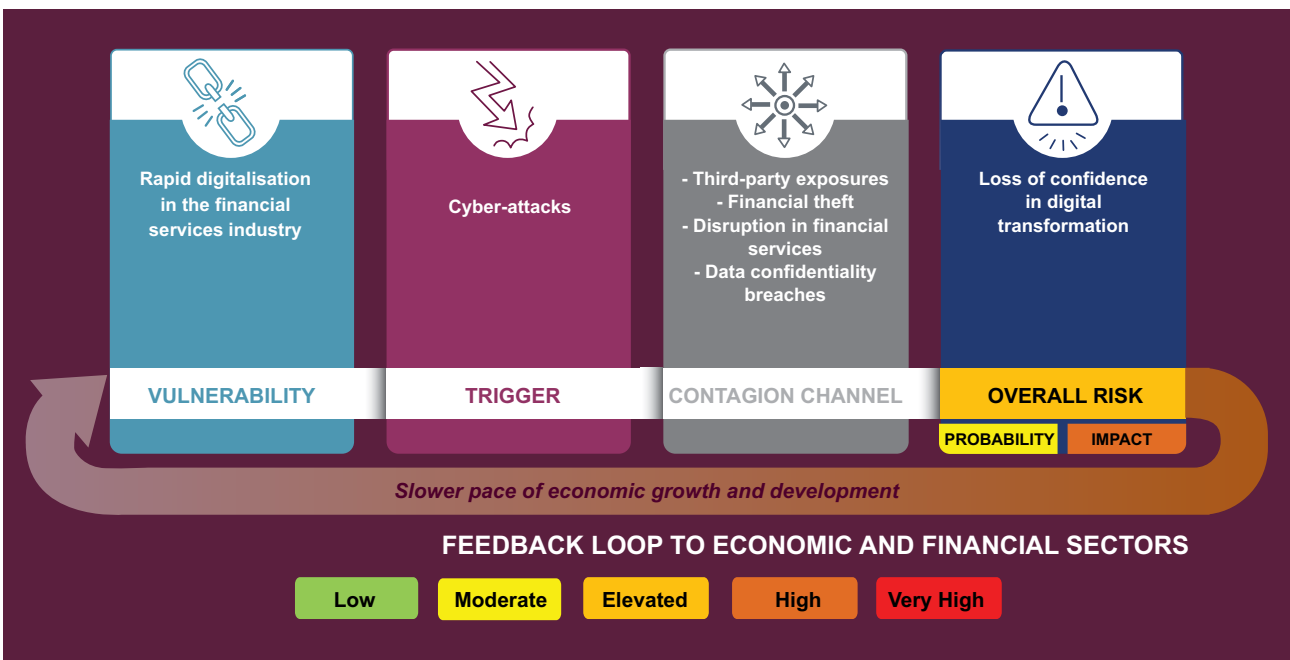 Rapid digitalisation
in the financial
services industry
Cyber-attacks
- Third-party exposures
- Financial theft
- Disruption in financial
services
- Data confidentiality
breaches
Loss of confidence
in digital
transformation
VULNERABILITY
TRIGGER
CONTAGION CHANNEL
OVERALL RISK
PROBABILITY
IMPACT
Slower pace of economic growth and development
FEEDBACK LOOP TO ECONOMIC AND FINANCIAL SECTORS
Low
Moderate
Elevated
High
Very High